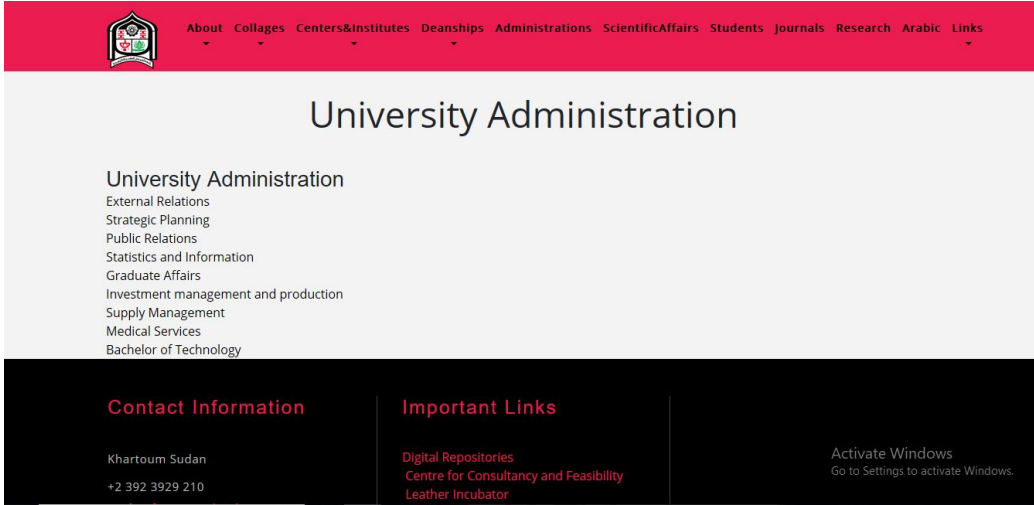 About Collages Centers&Institutes Deanships Administrations ScientificAffairs Students Journals Research Arabic Links
University Administration
University Administration
External Relations
Strategic Planning
Public Relations
Statistics and Information
Graduate Affairs
Investment management and production
Supply Management
Medical Services
Bachelor of Technology
Contact Information
Khartoum Sudan
+2 392 3929 210
Important Links
Digital Repositories
Centre for Consultancy and Feasibility
Leather Incubator
Activate Windows
Go to Settings to activate Windows.